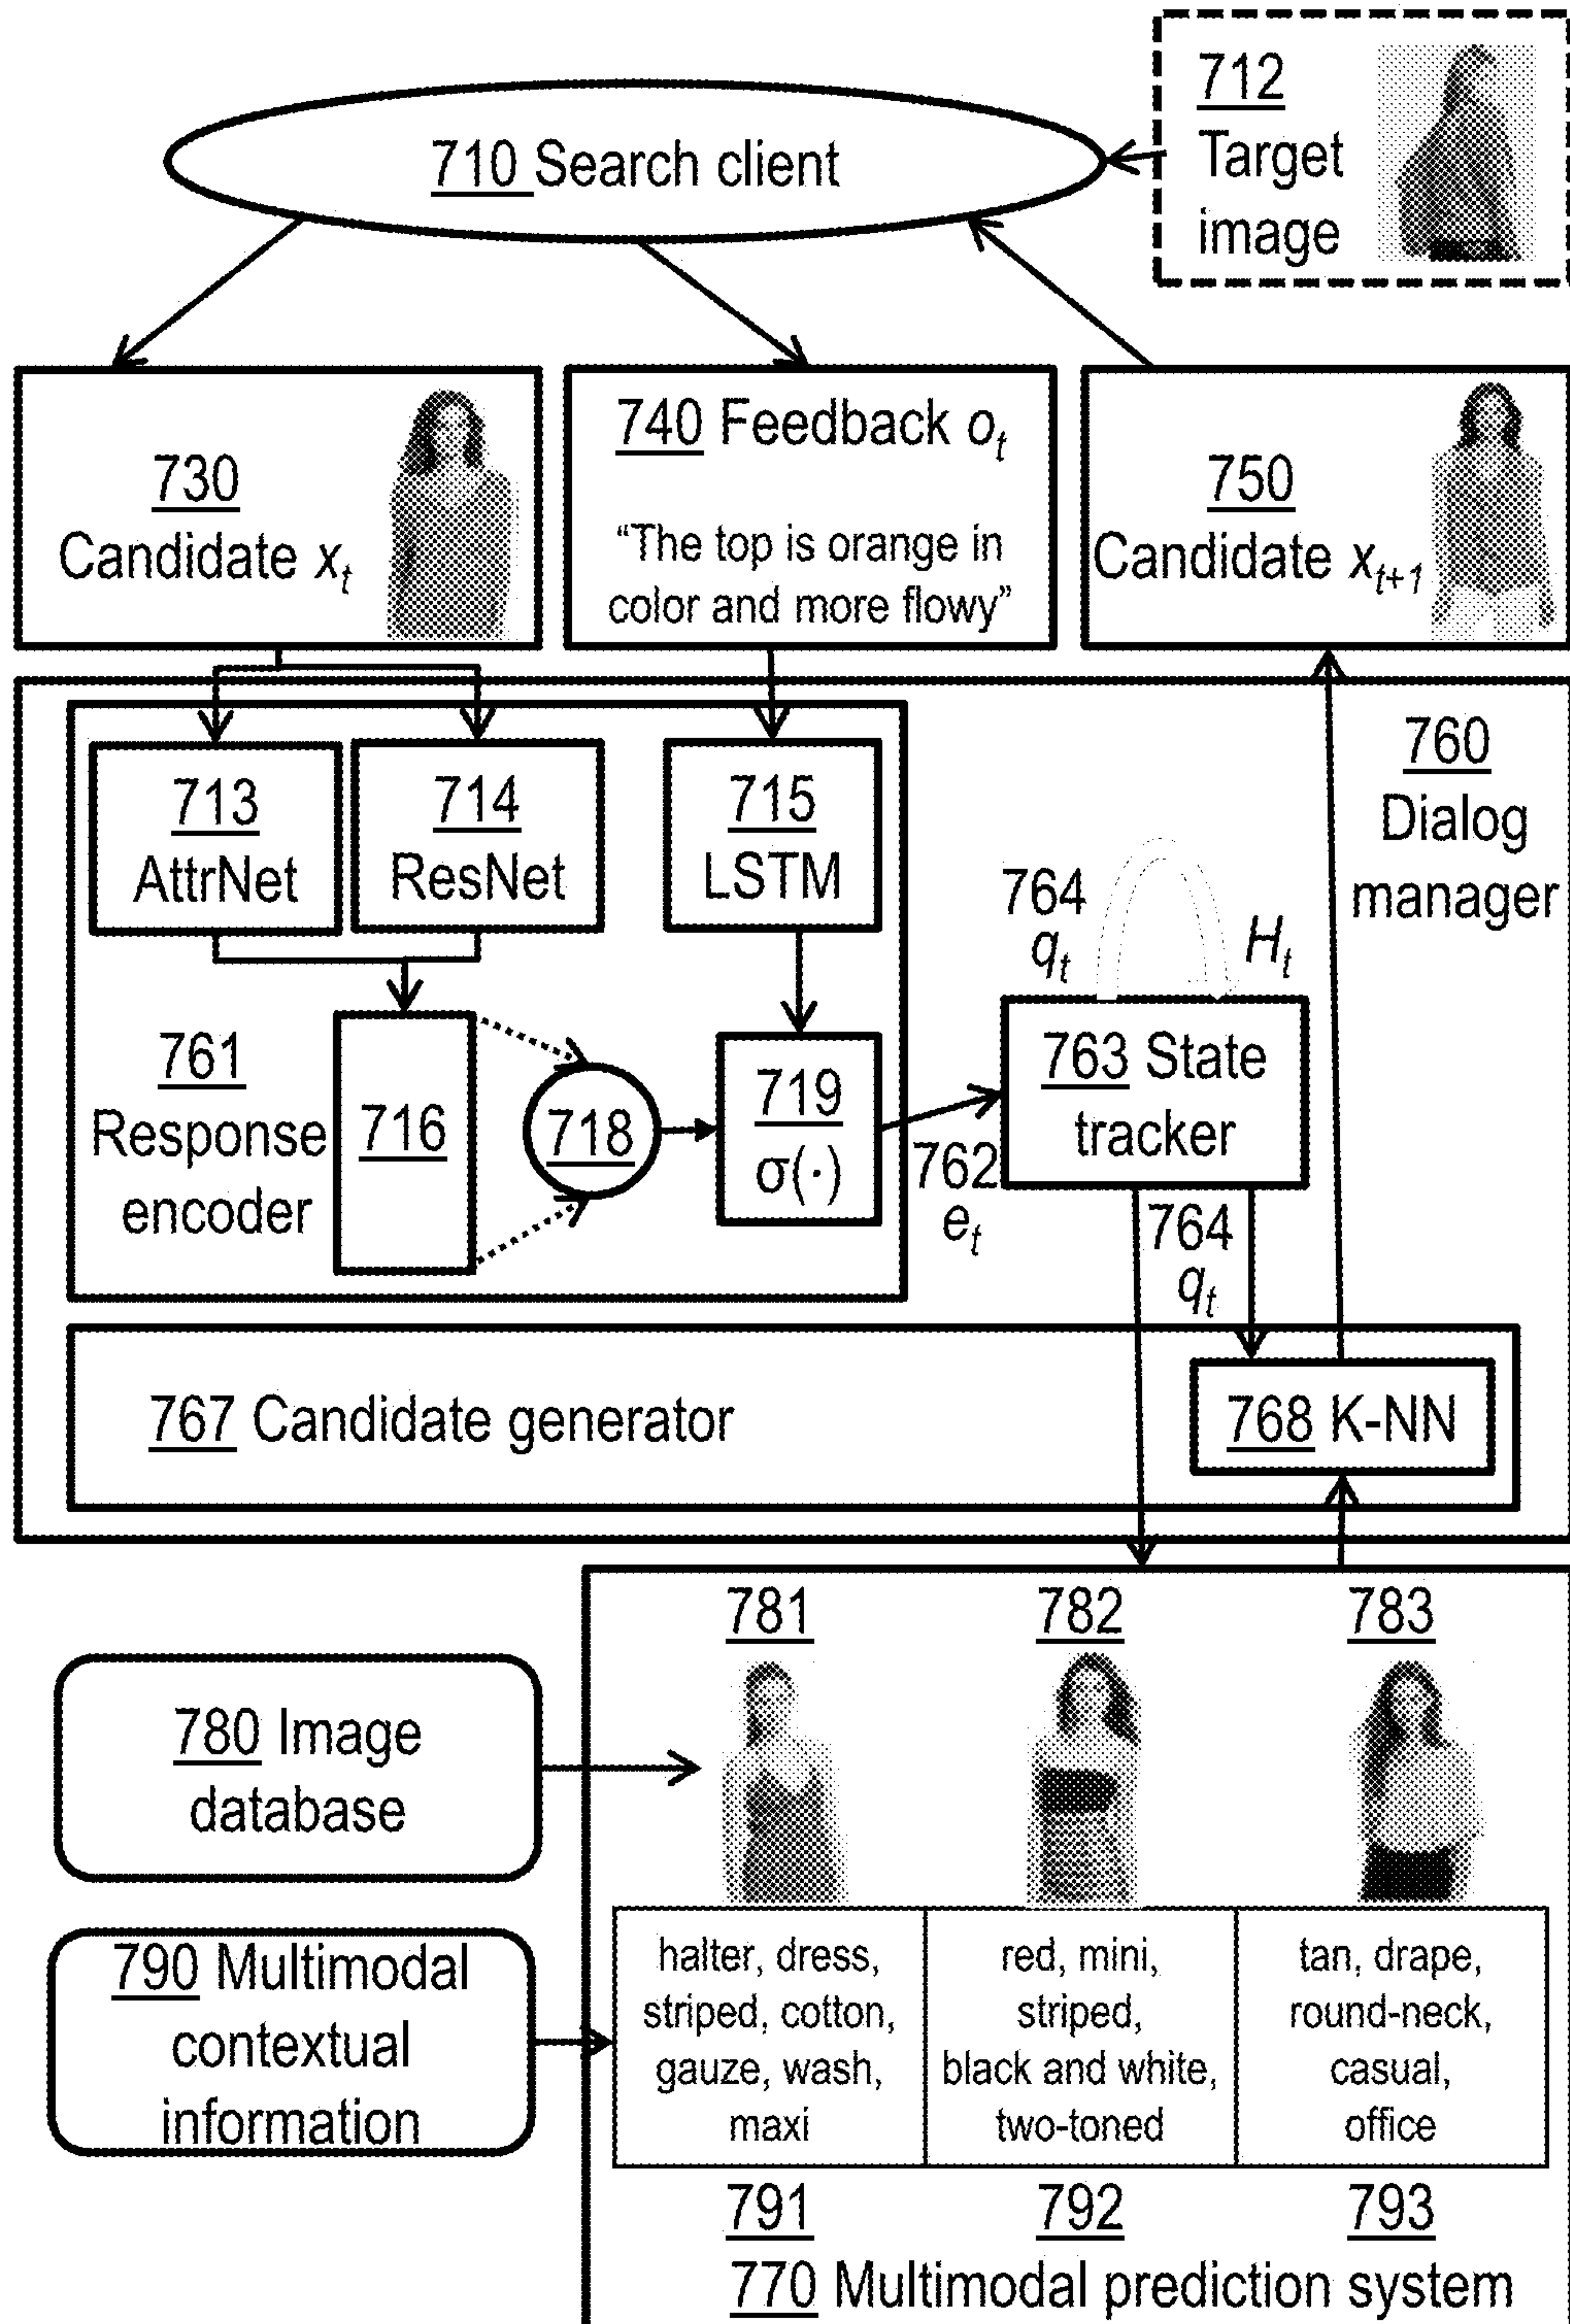 712
Target
image
710 Search client
730
Candidate xₜ
740 Feedback oₜ
“The top is orange in
color and more flowy”
750
Candidate xₜ₊₁
760
Dialog
manager
713
AttrNet
714
ResNet
715
LSTM
764
qₜ
Hₜ
761
Response
encoder
716
718
719
σ(·)
762
eₜ
763 State
tracker
764
qₜ
767 Candidate generator
768 K-NN
780 Image
database
781
782
783
790 Multimodal
contextual
information
halter, dress,
striped, cotton,
gauze, wash,
maxi
red, mini,
striped,
black and white,
two-toned
tan, drape,
round-neck,
casual,
office
791
792
793
770 Multimodal prediction system